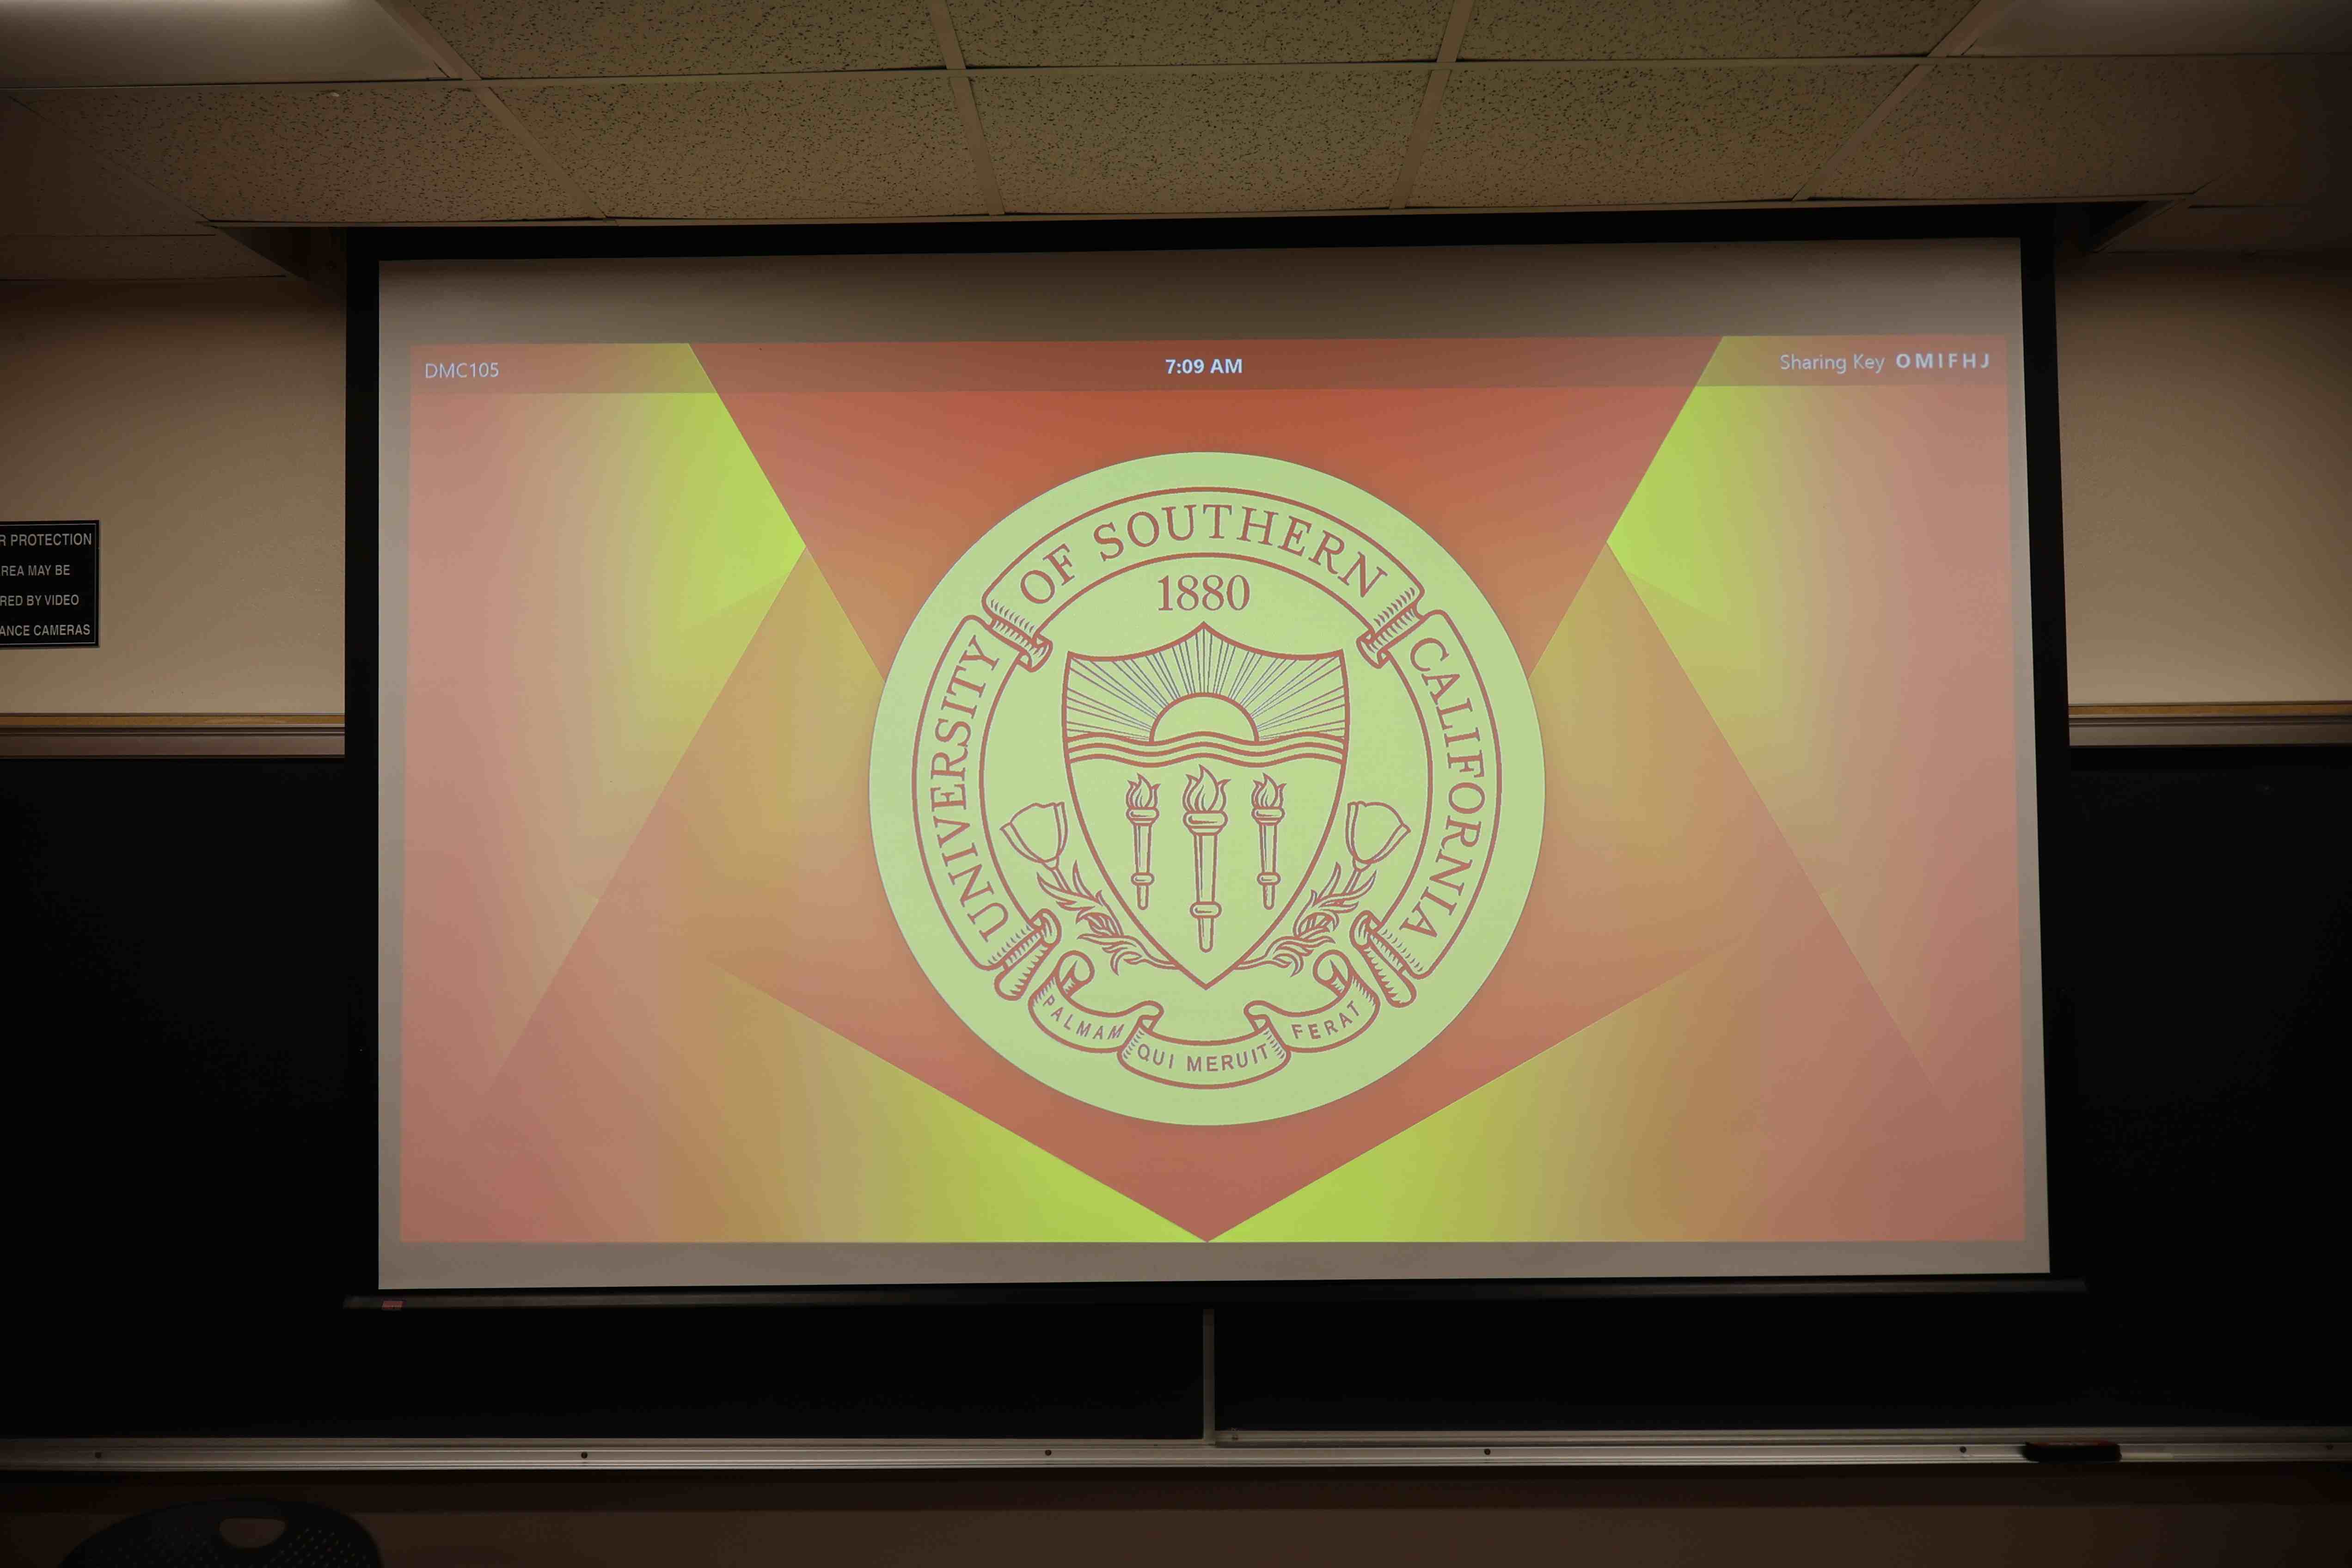 DMC105
7:09 AM
Sharing Key OMIFHJ
UNIVERSITY OF SOUTHERN CALIFORNIA
1880
PALMAM QUI MERUIT FERAT
R PROTECTION
REA MAY BE
RED BY VIDEO
ANCE CAMERAS